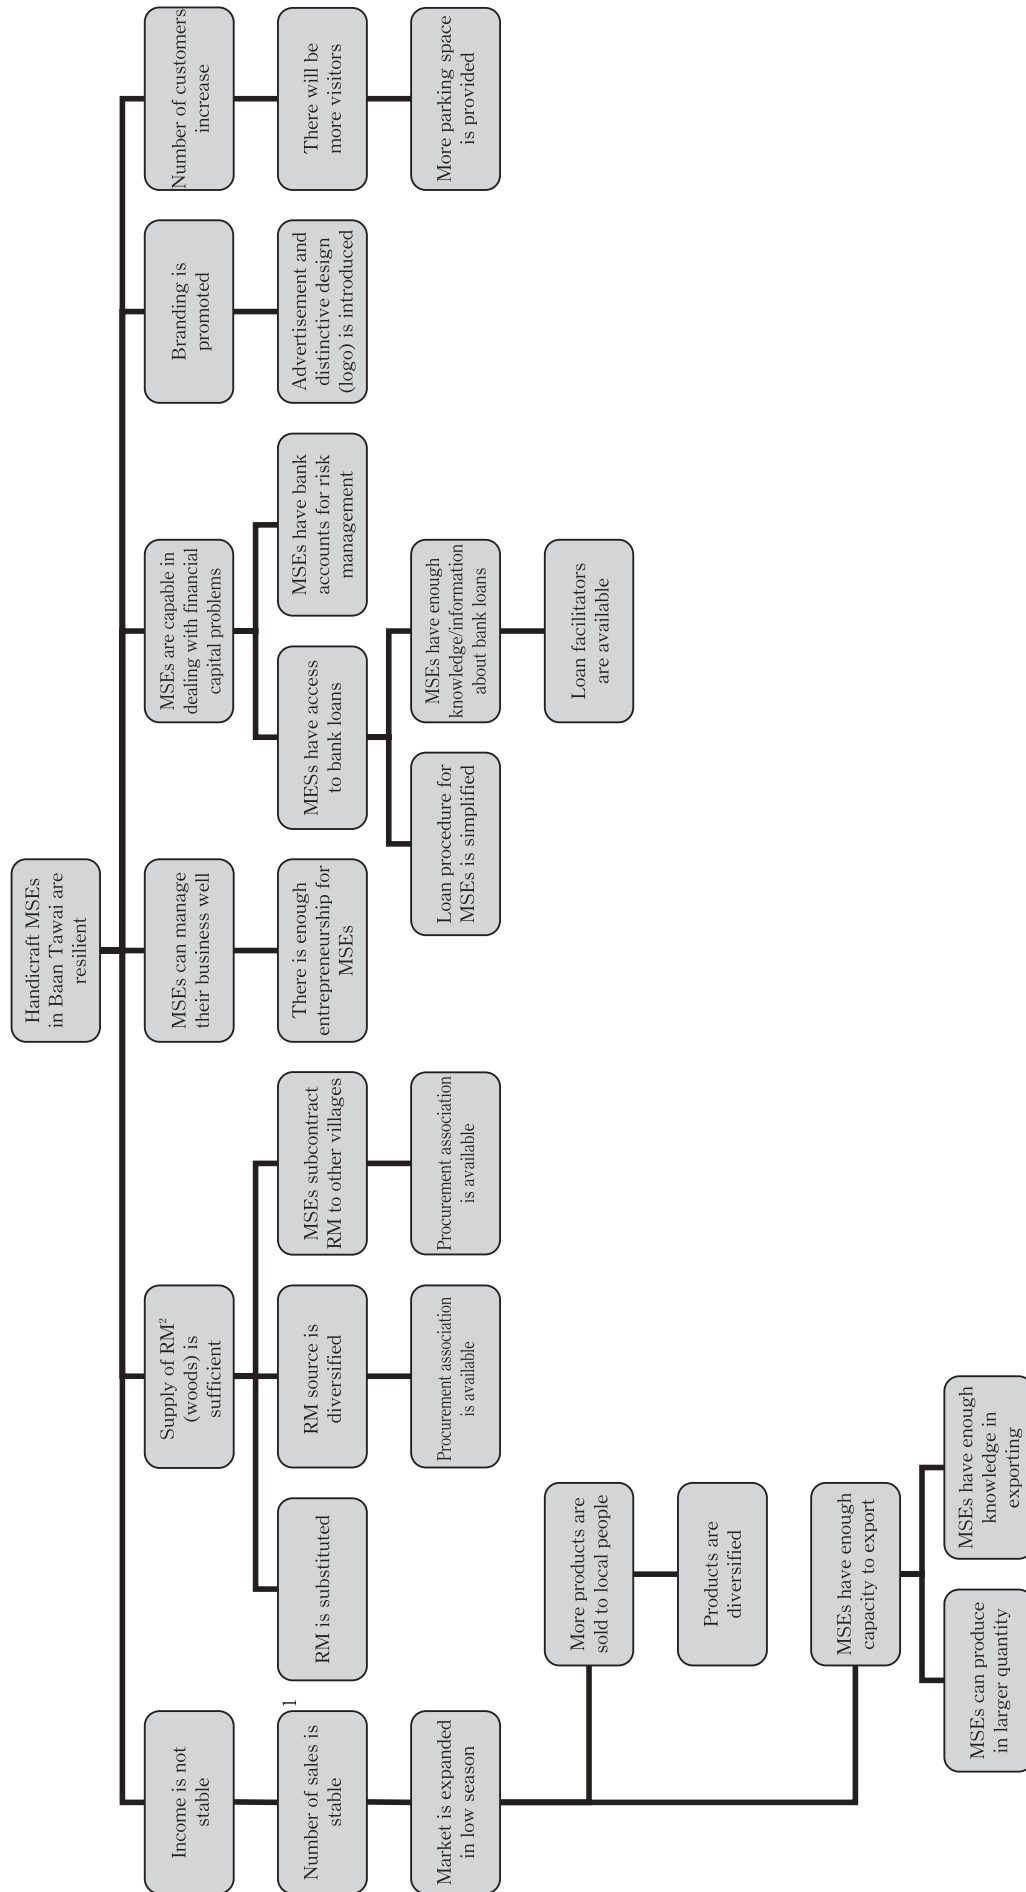 Handicraft MSEs
in Baan Tawai are
resilient
Income is not
stable
Supply of RM²
(woods) is
sufficient
MSEs can manage
their business well
MSEs are capable in
dealing with financial
capital problems
Branding is
promoted
Number of customers
increase
Number of sales is
stable
1
RM is substituted
RM source is
diversified
MSEs subcontract
RM to other villages
There is enough
entrepreneurship for
MSEs
MESs have access
to bank loans
MSEs have bank
accounts for risk
management
Advertisement and
distinctive design
(logo) is introduced
There will be
more visitors
Market is expanded
in low season
Procurement association
is available
Procurement association
is available
Loan procedure for
MSEs is simplified
MSEs have enough
knowledge/information
about bank loans
More parking space
is provided
More products are
sold to local people
Loan facilitators
are available
Products are
diversified
MSEs have enough
capacity to export
MSEs can produce
in larger quantity
MSEs have enough
knowledge in
exporting